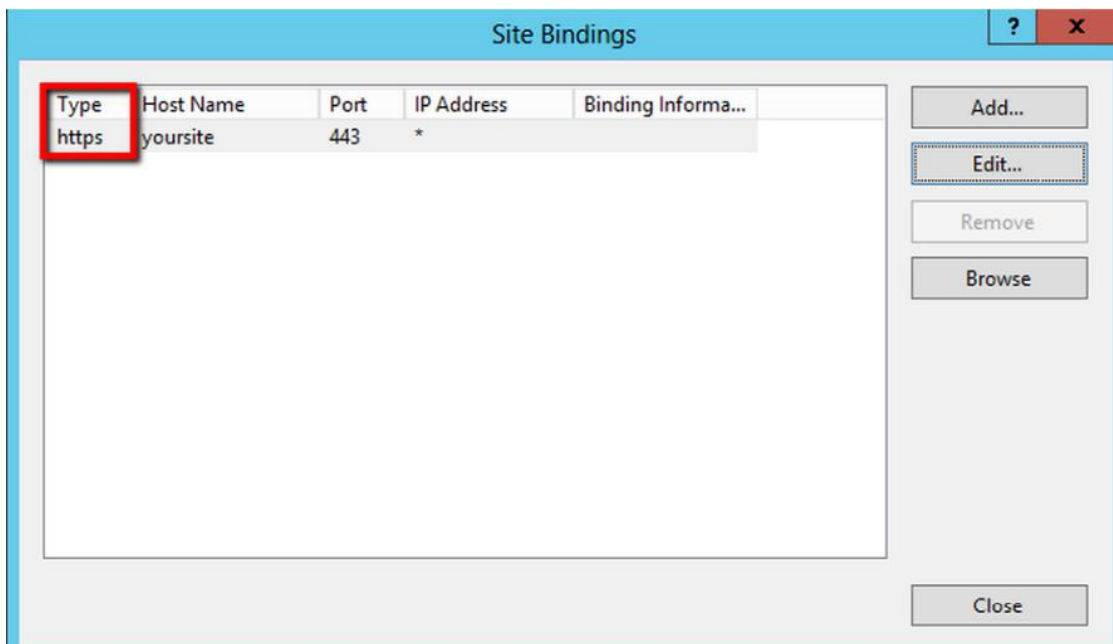 Site Bindings
?
x
Type Host Name Port IP Address Binding Informa...
https yoursite 443 *
Add...
Edit...
Remove
Browse
Close